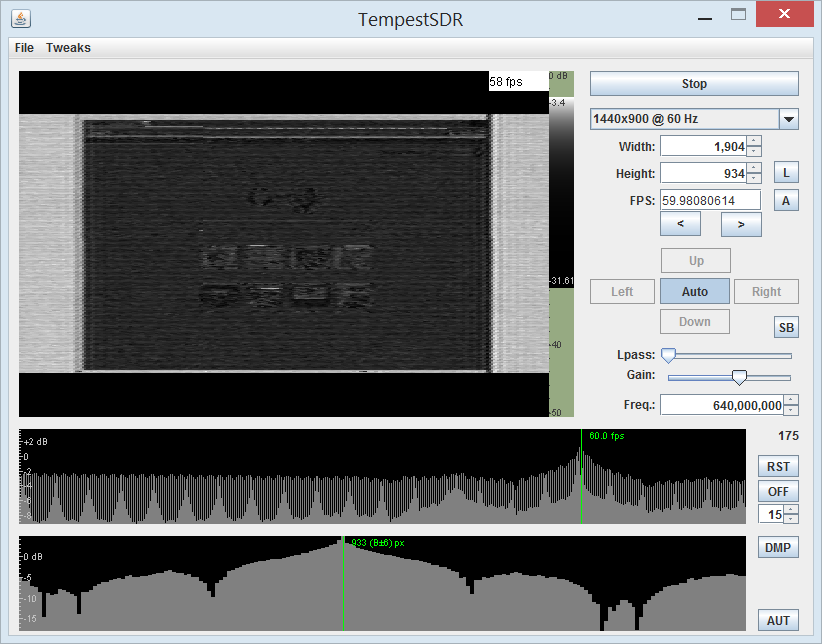 TempestSDR
File Tweaks
58 fps
0 dB
-3.4
-31.61
-40
-50
Stop
1440x900 @ 60 Hz
Width: 1,904
Height: 934 L
FPS: 59.98080614 A
< >
Up
Left Auto Right
Down
SB
Lpass:
Gain:
Freq.: 640,000,000
+2 dB
0
-2
-4
-6
-8
60.0 fps
175
RST
OFF
15
0 dB
-5
-10
-15
933 (B±6) px
DMP
AUT